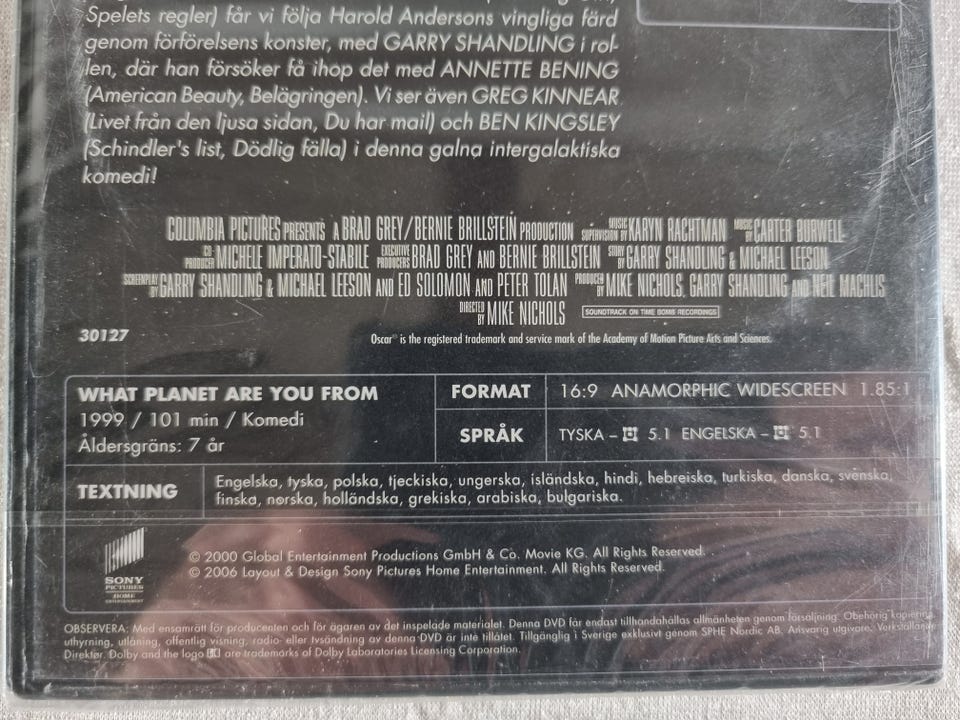 Spelets regler) får vi följa Harold Andersons vingliga färd
genom förförelsens konster, med GARRY SHANDLING i rol-
len, där han försöker få ihop det med ANNETTE BENING
(American Beauty, Belägringen). Vi ser även GREG KINNEAR
(Livet från den ljusa sidan, Du har mail) och BEN KINGSLEY
(Schindler's list, Dödlig fälla) i denna galna intergalaktiska
komedi!
COLUMBIA PICTURES PRESENTS A BRAD GREY/BERNIE BRILLSTEIN PRODUCTION MUSIC SUPERVISION BY KARYN RACHTMAN MUSIC BY CARTER BURWELL
CO PRODUCER MICHELE IMPERATO-STABILE EXECUTIVE PRODUCERS BRAD GREY AND BERNIE BRILLSTEIN STORY BY GARRY SHANDLING & MICHAEL LEESON
SCREENPLAY BY GARRY SHANDLING & MICHAEL LEESON AND ED SOLOMON AND PETER TOLAN PRODUCED BY MIKE NICHOLS, GARRY SHANDLING AND NEIL MACHLIS
DIRECTED BY MIKE NICHOLS SOUNDTRACK ON TIME BOMB RECORDINGS
30127
Oscar® is the registered trademark and service mark of the Academy of Motion Picture Arts and Sciences.
WHAT PLANET ARE YOU FROM
1999 / 101 min / Komedi
Åldersgräns: 7 år
FORMAT 16:9 ANAMORPHIC WIDESCREEN 1.85:1
SPRÅK TYSKA – 5.1 ENGELSKA – 5.1
TEXTNING Engelska, tyska, polska, tjeckiska, ungerska, isländska, hindi, hebreiska, turkiska, danska, svenska,
finska, norska, holländska, grekiska, arabiska, bulgariska.
SONY
PICTURES
HOME
ENTERTAINMENT
© 2000 Global Entertainment Productions GmbH & Co. Movie KG. All Rights Reserved.
© 2006 Layout & Design Sony Pictures Home Entertainment. All Rights Reserved.
OBSERVERA: Med ensamrätt för producenten och för ägaren av det inspelade materialet. Denna DVD får endast tillhandahållas allmänheten genom försäljning. Obehörig kopiering,
uthyrning, utlåning, offentlig visning, radio- eller tvsändning av denna DVD är inte tillåtet. Tillgänglig i Sverige exklusivt genom SPHE Nordic AB. Ansvarig utgivare: Verkställande
Direktör. Dolby and the logo are trademarks of Dolby Laboratories Licensing Corporation.